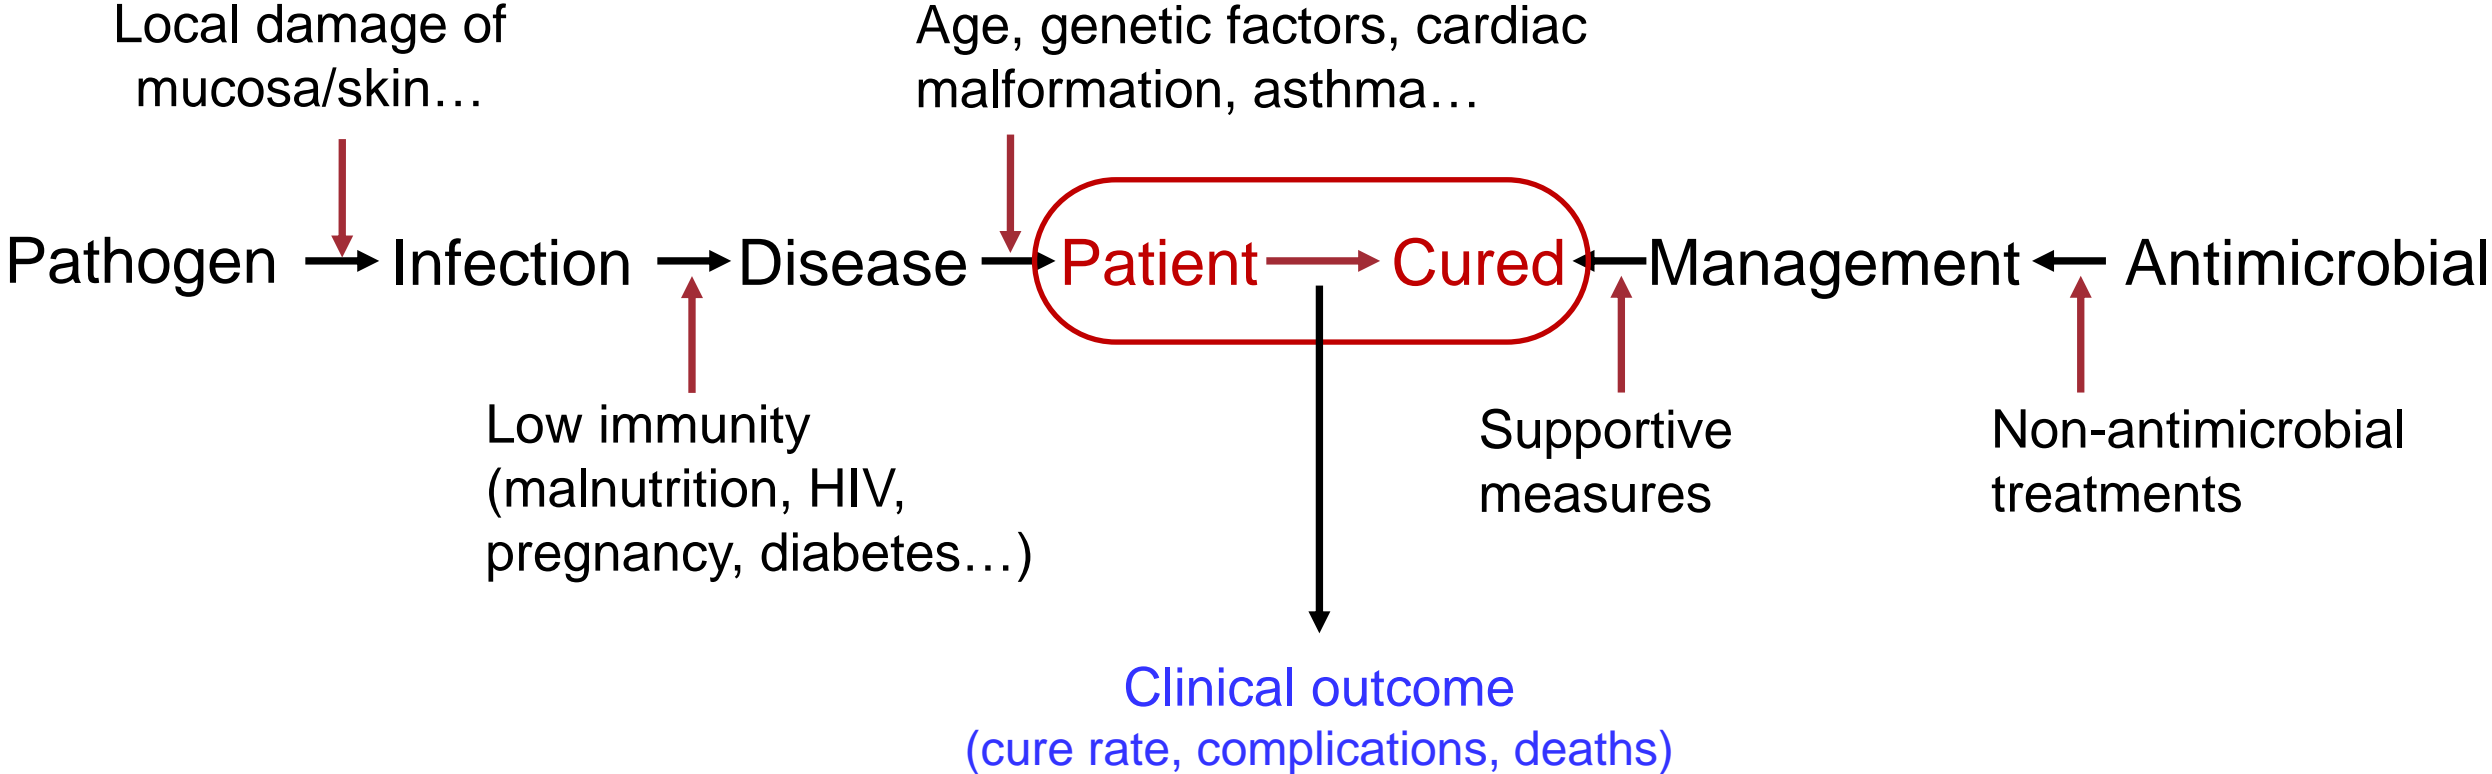 Local damage of
mucosa/skin…
Age, genetic factors, cardiac
malformation, asthma…
Pathogen
Infection
Disease
Patient
Cured
Management
Antimicrobial
Low immunity
(malnutrition, HIV,
pregnancy, diabetes…)
Supportive
measures
Non-antimicrobial
treatments
Clinical outcome
(cure rate, complications, deaths)